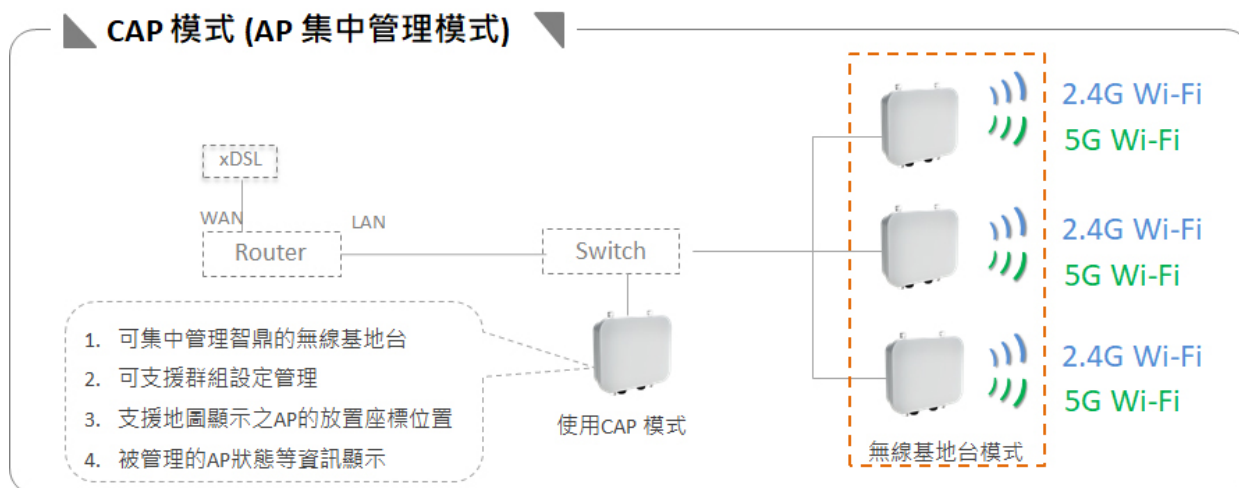 CAP 模式 (AP 集中管理模式)
2.4G Wi-Fi
5G Wi-Fi
xDSL
WAN
LAN
Router
Switch
2.4G Wi-Fi
5G Wi-Fi
1. 可集中管理智鼎的無線基地台
2. 可支援群組設定管理
3. 支援地圖顯示之AP的放置座標位置
4. 被管理的AP狀態等資訊顯示
使用CAP 模式
2.4G Wi-Fi
5G Wi-Fi
無線基地台模式